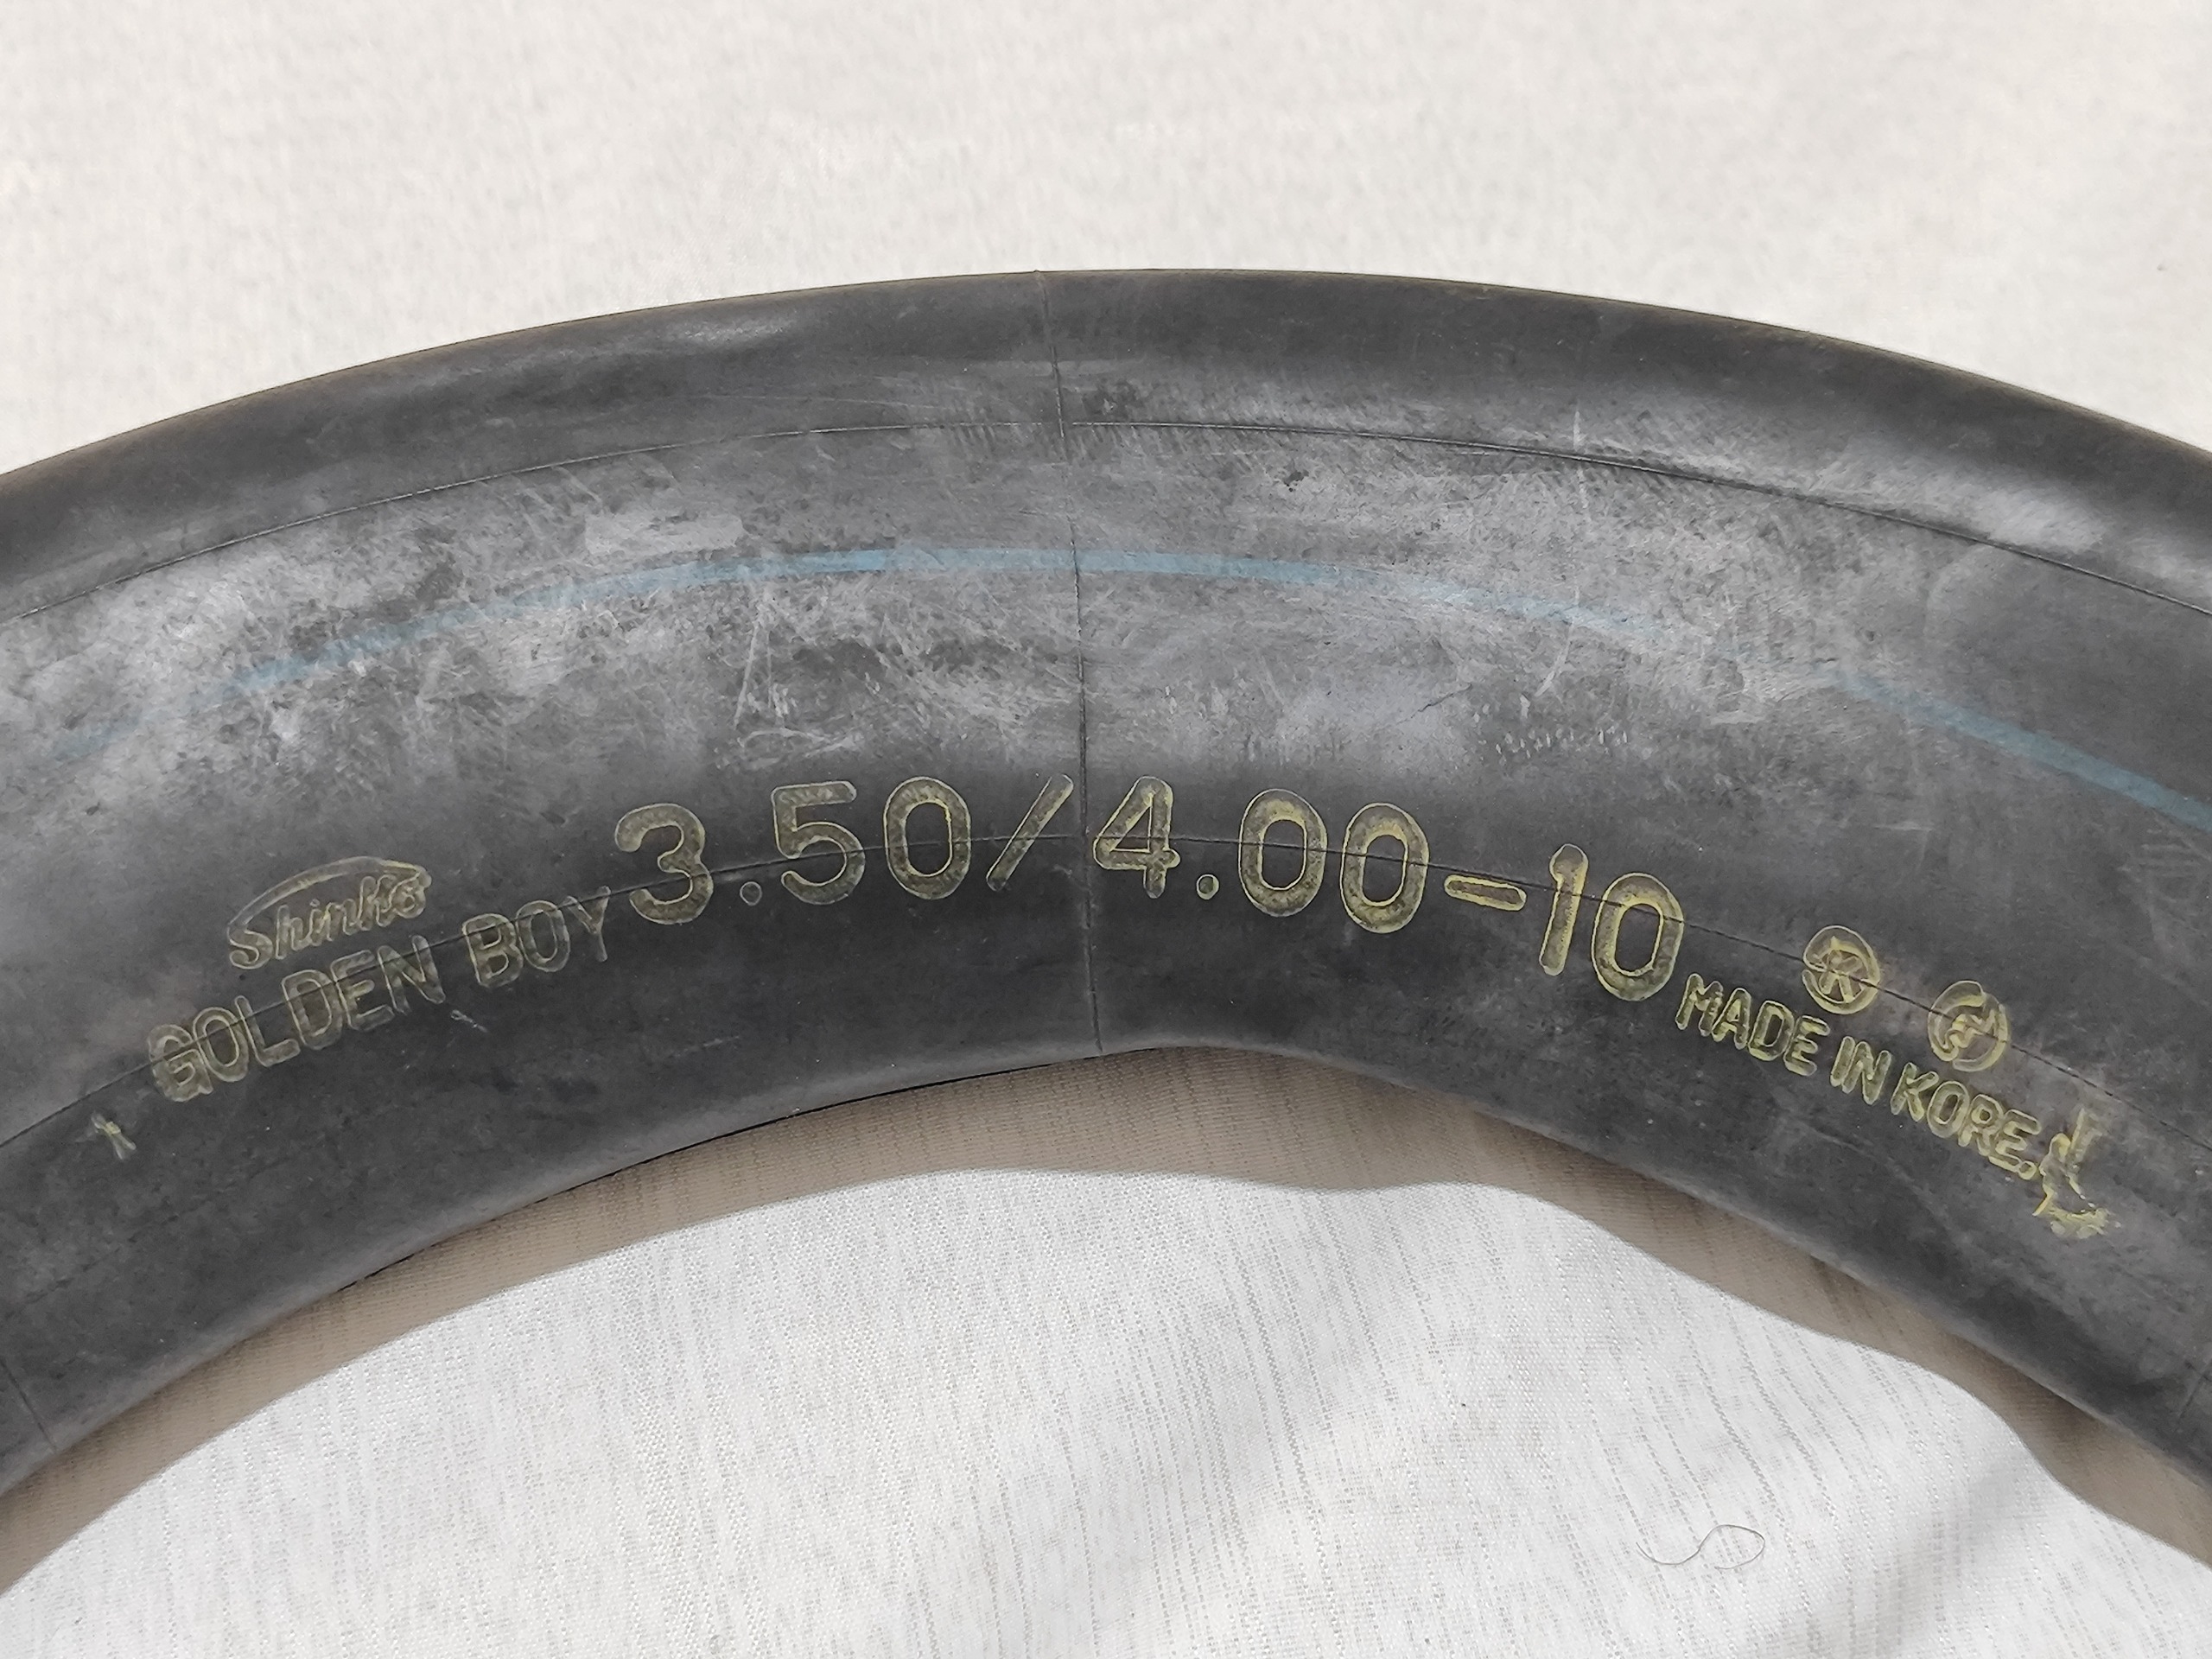 Shinko
GOLDEN BOY 3.50/4.00-10
K
MADE IN KORE